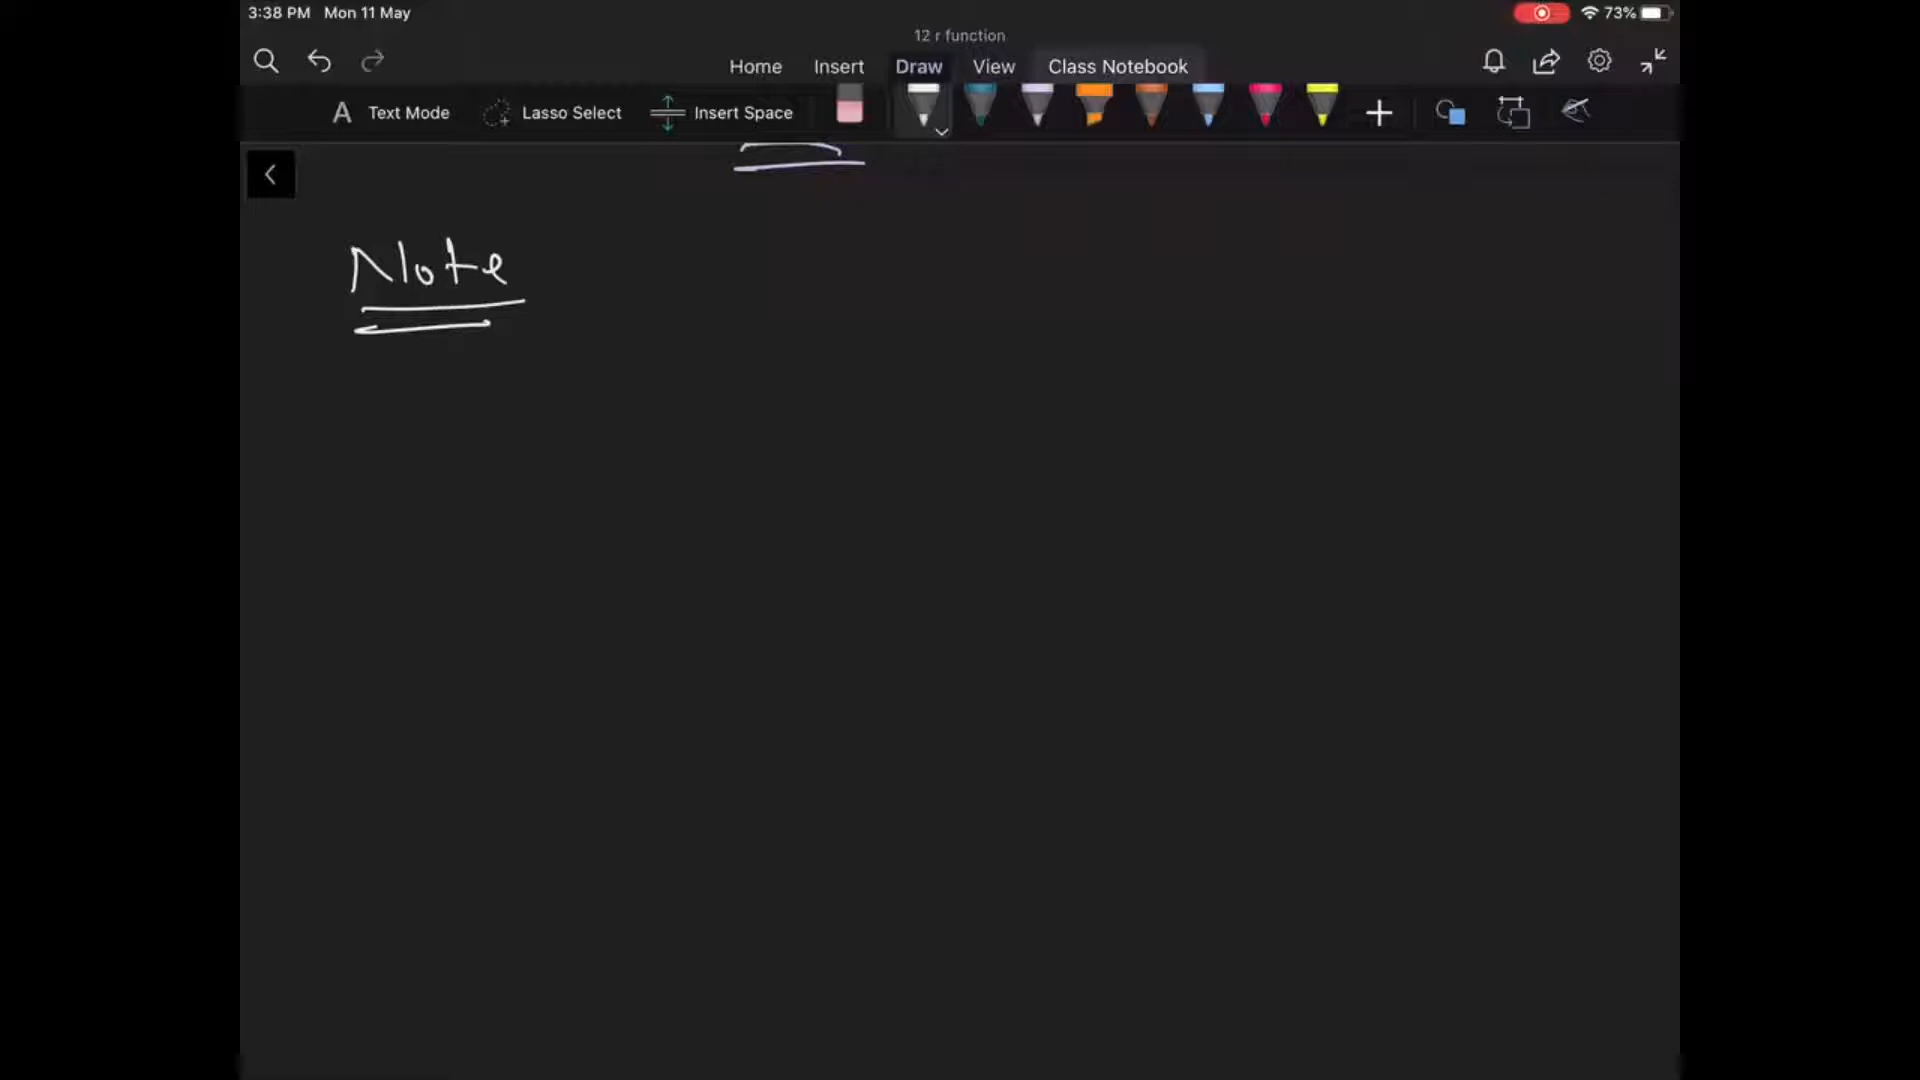 3:38 PM Mon 11 May 73%
12 r function
Home Insert Draw View Class Notebook
A Text Mode Lasso Select Insert Space
Note